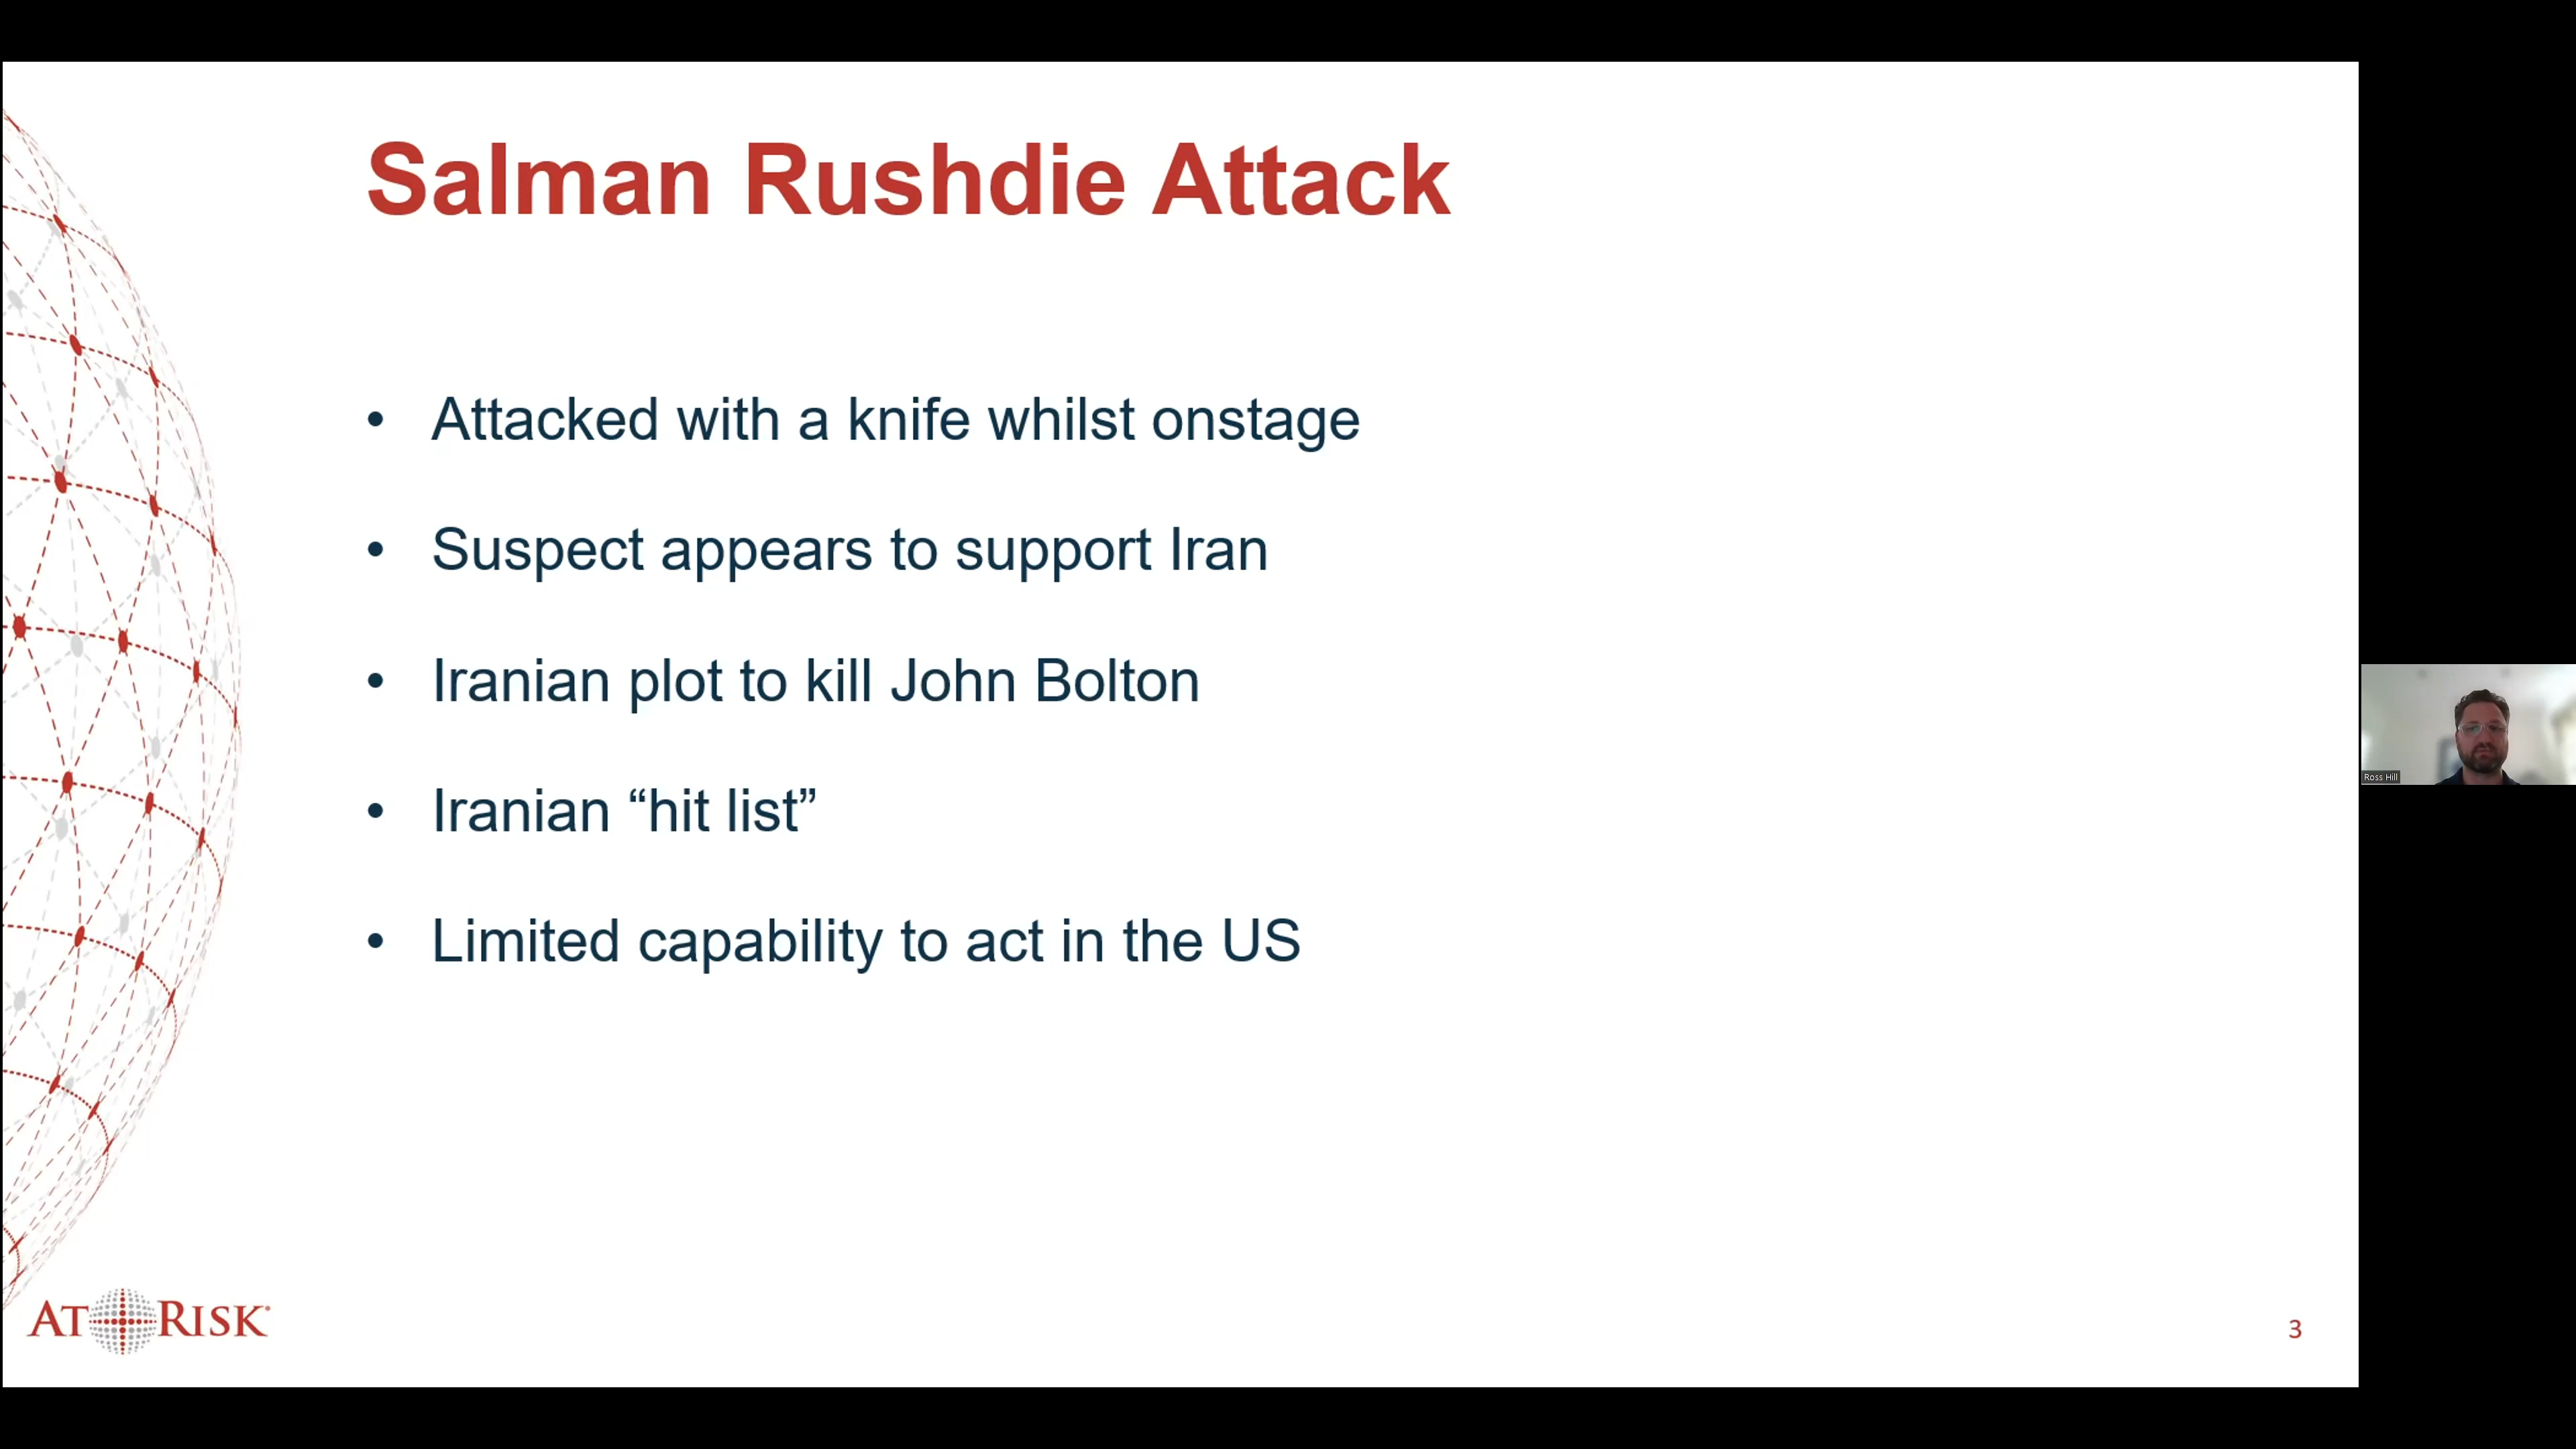 Salman Rushdie Attack
• Attacked with a knife whilst onstage
• Suspect appears to support Iran
• Iranian plot to kill John Bolton
• Iranian “hit list”
• Limited capability to act in the US
Ross Hill
AT RISK
3